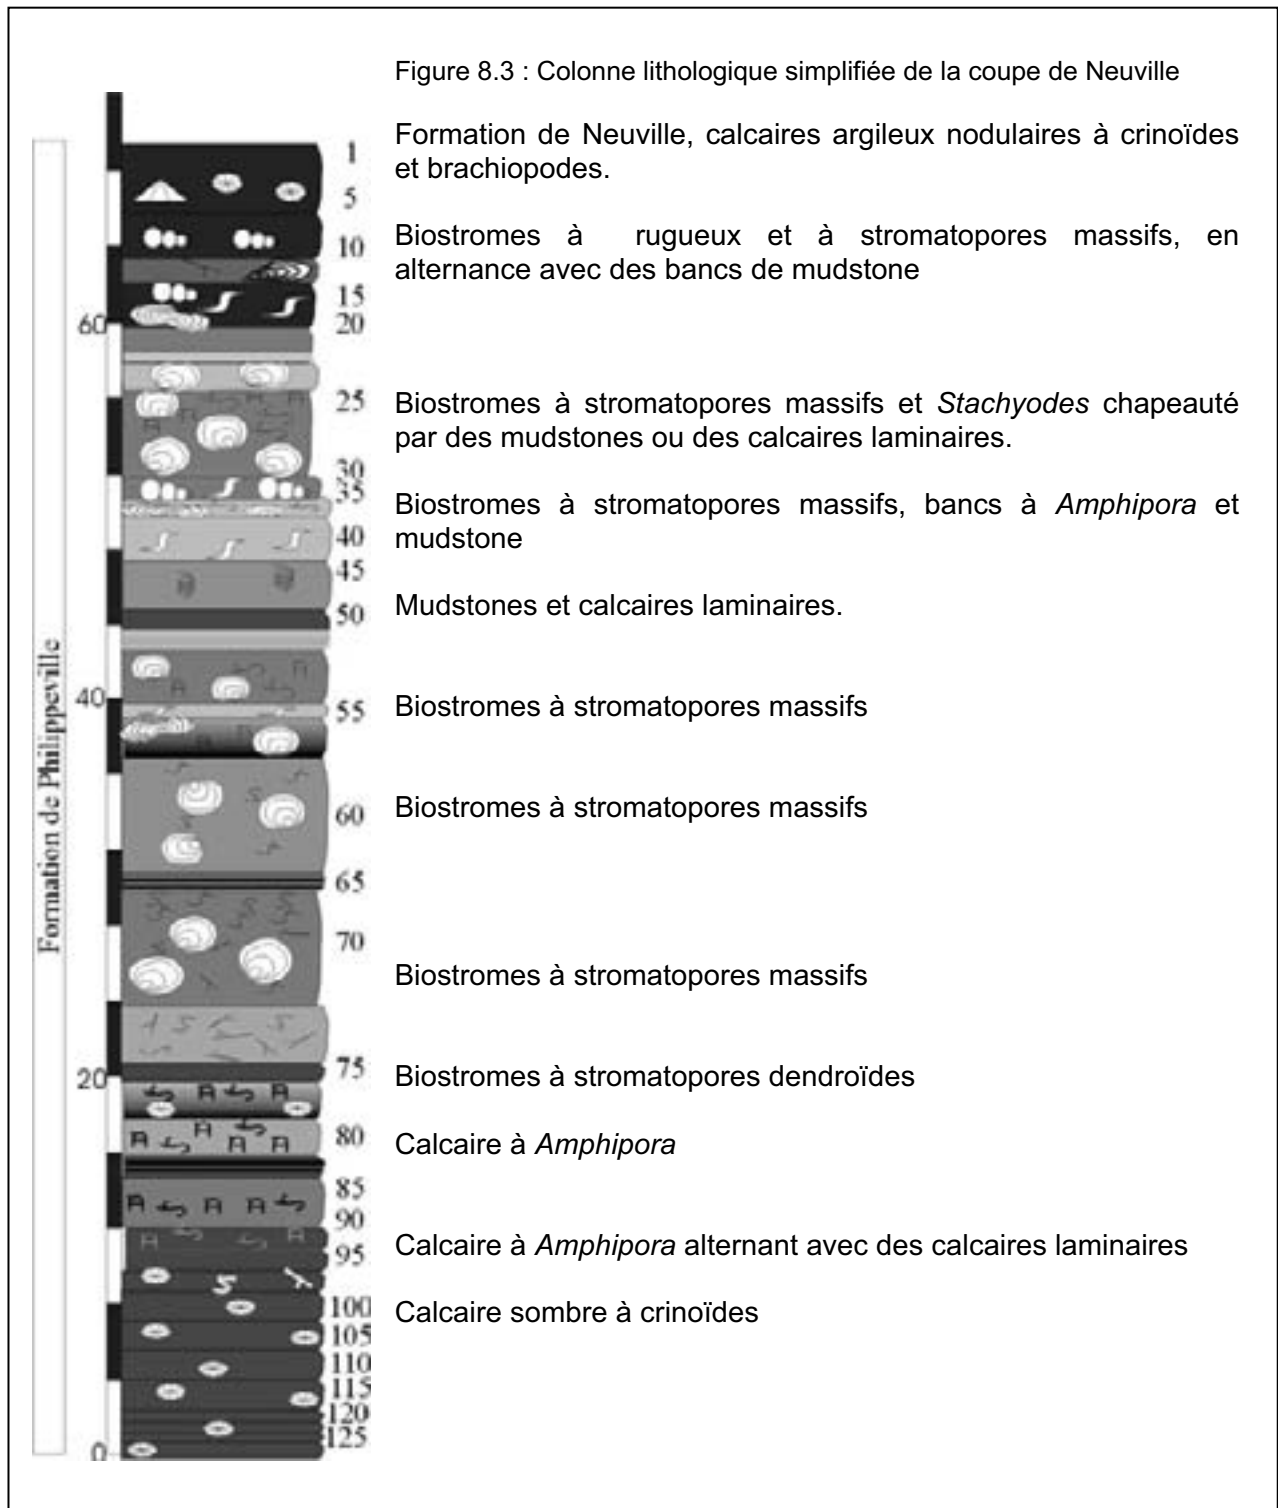 Figure 8.3 : Colonne lithologique simplifiée de la coupe de Neuville
Formation de Neuville, calcaires argileux nodulaires à crinoïdes
et brachiopodes.
Biostromes à rugueux et à stromatopores massifs, en
alternance avec des bancs de mudstone
Biostromes à stromatopores massifs et Stachyodes chapeauté
par des mudstones ou des calcaires laminaires.
Biostromes à stromatopores massifs, bancs à Amphipora et
mudstone
Mudstones et calcaires laminaires.
Biostromes à stromatopores massifs
Biostromes à stromatopores massifs
Biostromes à stromatopores massifs
Biostromes à stromatopores dendroïdes
Calcaire à Amphipora
Calcaire à Amphipora alternant avec des calcaires laminaires
Calcaire sombre à crinoïdes
Formation de Philippeville
60
40
20
0
1
5
10
15
20
25
30
35
40
45
50
55
60
65
70
75
80
85
90
95
100
105
110
115
120
125